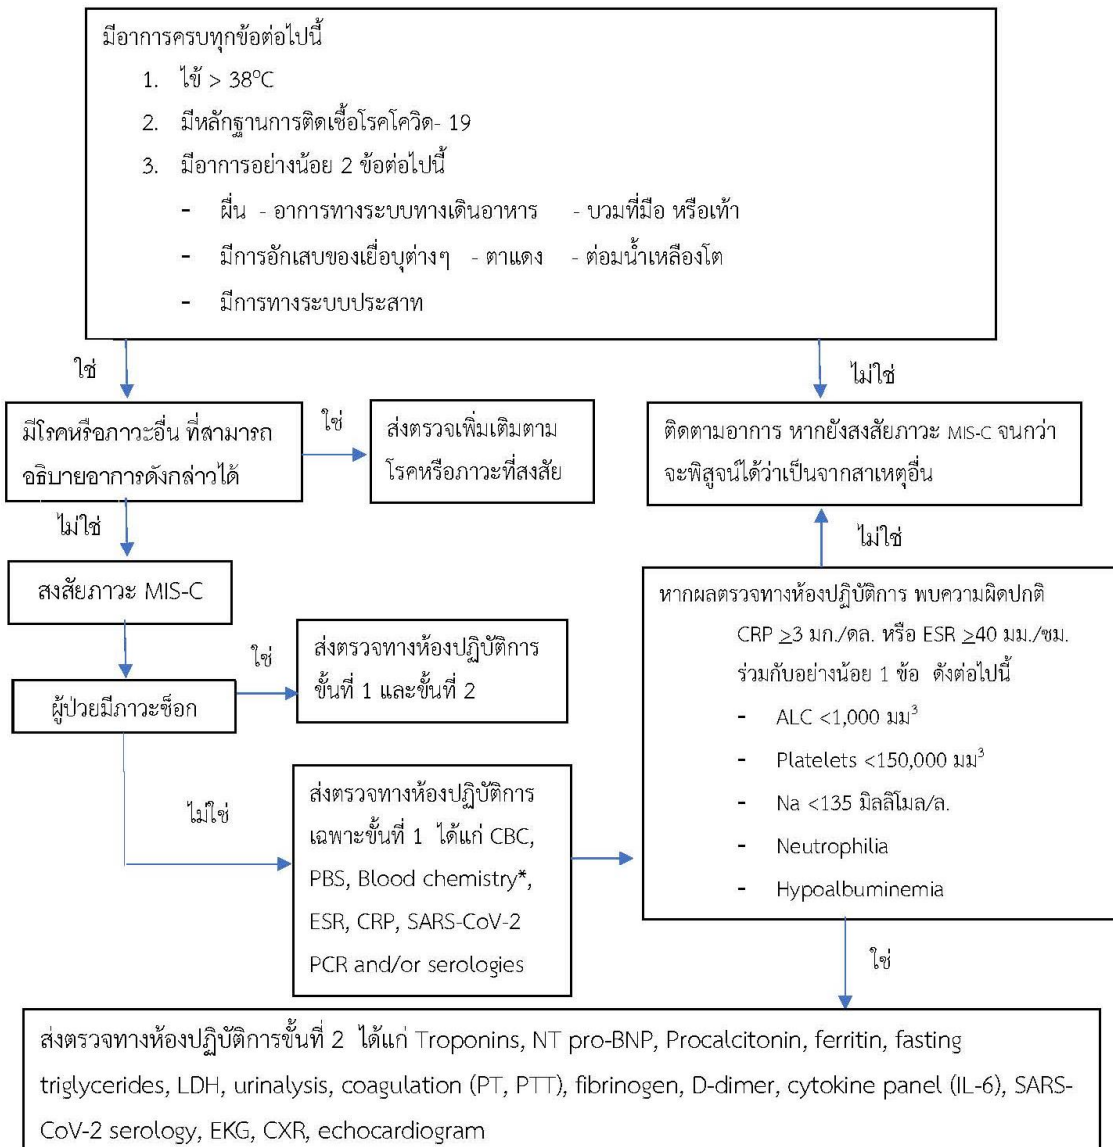 มีอาการครบทุกข้อต่อไปนี้
1. ไข้ > 38⁰C
2. มีหลักฐานการติดเชื้อโรคโควิด- 19
3. มีอาการอย่างน้อย 2 ข้อต่อไปนี้
- ผื่น - อาการทางระบบทางเดินอาหาร - บวมที่มือ หรือเท้า
- มีการอักเสบของเยื่อบุต่างๆ - ตาแดง - ต่อมน้ำเหลืองโต
- มีการทางระบบประสาท
ใช่
ไม่ใช่
มีโรคหรือภาวะอื่น ที่สามารถ
อธิบายอาการดังกล่าวได้
ใช่
ส่งตรวจเพิ่มเติมตาม
โรคหรือภาวะที่สงสัย
ติดตามอาการ หากยังสงสัยภาวะ MIS-C จนกว่า
จะพิสูจน์ได้ว่าเป็นจากสาเหตุอื่น
ไม่ใช่
ไม่ใช่
สงสัยภาวะ MIS-C
ใช่
ส่งตรวจทางห้องปฏิบัติการ
ขั้นที่ 1 และขั้นที่ 2
ผู้ป่วยมีภาวะช็อก
หากผลตรวจทางห้องปฏิบัติการ พบความผิดปกติ
CRP ≥3 มก./ดล. หรือ ESR ≥40 มม./ชม.
ร่วมกับอย่างน้อย 1 ข้อ ดังต่อไปนี้
- ALC <1,000 มม³
- Platelets <150,000 มม³
- Na <135 มิลลิโมล/ล.
- Neutrophilia
- Hypoalbuminemia
ไม่ใช่
ส่งตรวจทางห้องปฏิบัติการ
เฉพาะขั้นที่ 1 ได้แก่ CBC,
PBS, Blood chemistry*,
ESR, CRP, SARS-CoV-2
PCR and/or serologies
ใช่
ส่งตรวจทางห้องปฏิบัติการขั้นที่ 2 ได้แก่ Troponins, NT pro-BNP, Procalcitonin, ferritin, fasting
triglycerides, LDH, urinalysis, coagulation (PT, PTT), fibrinogen, D-dimer, cytokine panel (IL-6), SARS-
CoV-2 serology, EKG, CXR, echocardiogram